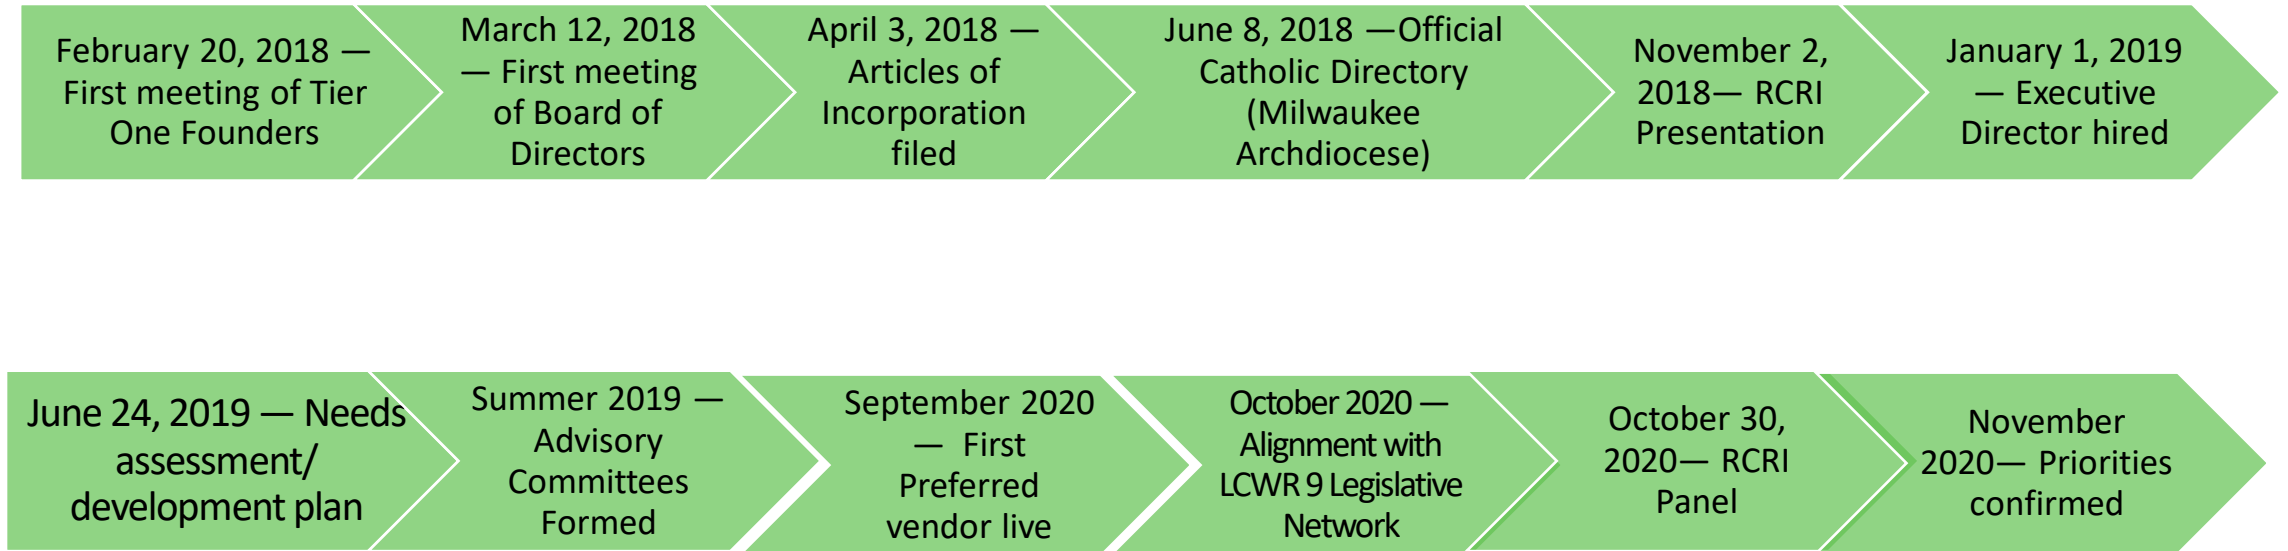 February 20, 2018 —
First meeting of Tier
One Founders
March 12, 2018
— First meeting
of Board of
Directors
April 3, 2018 —
Articles of
Incorporation
filed
June 8, 2018 —Official
Catholic Directory
(Milwaukee
Archdiocese)
November 2,
2018— RCRI
Presentation
January 1, 2019
— Executive
Director hired
June 24, 2019 — Needs
assessment/
development plan
Summer 2019 —
Advisory
Committees
Formed
September 2020
— First
Preferred
vendor live
October 2020 —
Alignment with
LCWR 9 Legislative
Network
October 30,
2020— RCRI
Panel
November
2020— Priorities
confirmed